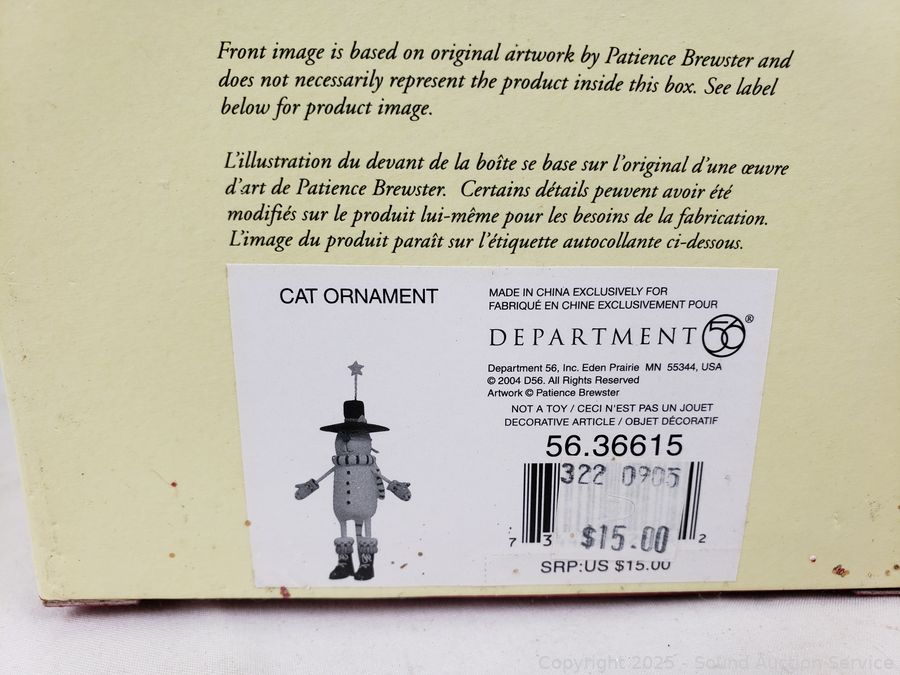 Front image is based on original artwork by Patience Brewster and
does not necessarily represent the product inside this box. See label
below for product image.
L'illustration du devant de la boîte se base sur l'original d'une œuvre
d'art de Patience Brewster. Certains détails peuvent avoir été
modifiés sur le produit lui-même pour les besoins de la fabrication.
L'image du produit paraît sur l'étiquette autocollante ci-dessous.
CAT ORNAMENT
MADE IN CHINA EXCLUSIVELY FOR
FABRIQUÉ EN CHINE EXCLUSIVEMENT POUR
DEPARTMENT 56®
Department 56, Inc. Eden Prairie MN 55344, USA
© 2004 D56. All Rights Reserved
Artwork © Patience Brewster
NOT A TOY / CECI N'EST PAS UN JOUET
DECORATIVE ARTICLE / OBJET DÉCORATIF
56.36615
322 0905
$15.00
7 3 2
SRP:US $15.00
Copyright 2025 - Sound Auction Service